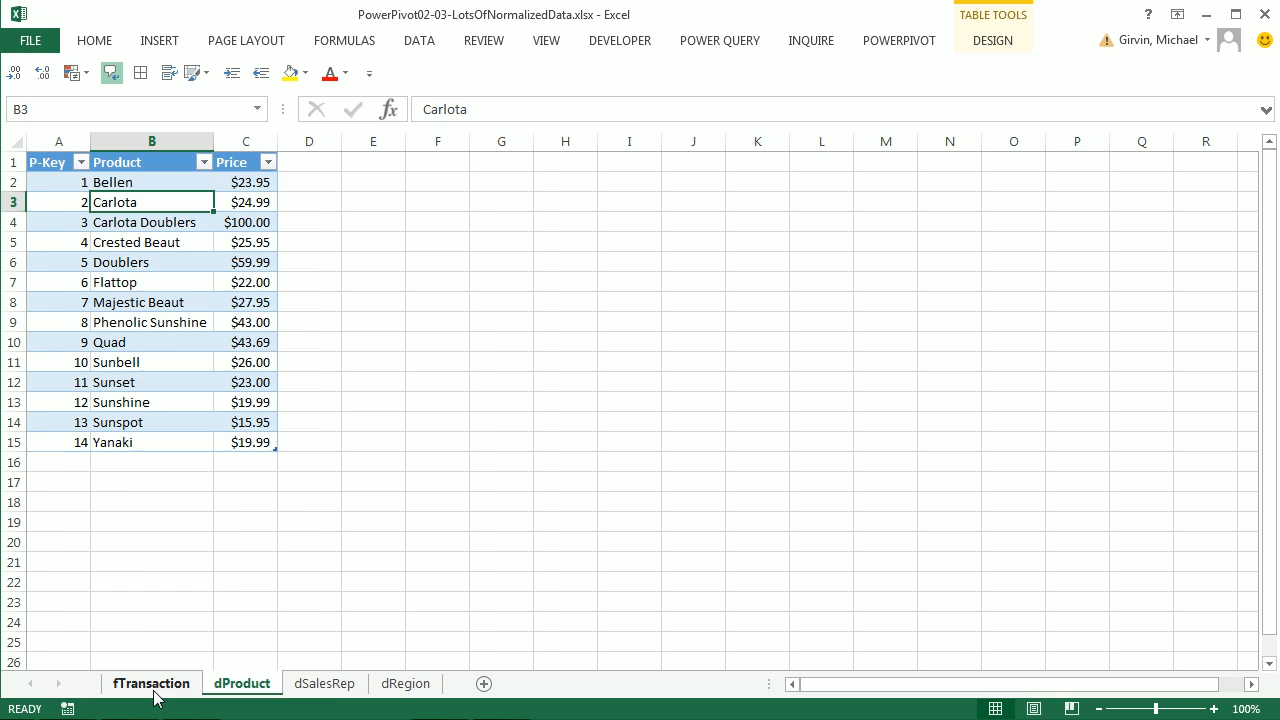 PowerPivot02-03-LotsOfNormalizedData.xlsx - Excel
TABLE TOOLS
?
FILE HOME INSERT PAGE LAYOUT FORMULAS DATA REVIEW VIEW DEVELOPER POWER QUERY INQUIRE POWERPIVOT DESIGN Girvin, Michael
B3 fx Carlota
A B C D E F G H I J K L M N O P Q R
1 P-Key Product Price
2 1 Bellen $23.95
3 2 Carlota $24.99
4 3 Carlota Doublers $100.00
5 4 Crested Beaut $25.95
6 5 Doublers $59.99
7 6 Flattop $22.00
8 7 Majestic Beaut $27.95
9 8 Phenolic Sunshine $43.00
10 9 Quad $43.69
11 10 Sunbell $26.00
12 11 Sunset $23.00
13 12 Sunshine $19.99
14 13 Sunspot $15.95
15 14 Yanaki $19.99
16
17
18
19
20
21
22
23
24
25
26
fTransaction dProduct dSalesRep dRegion
READY 100%